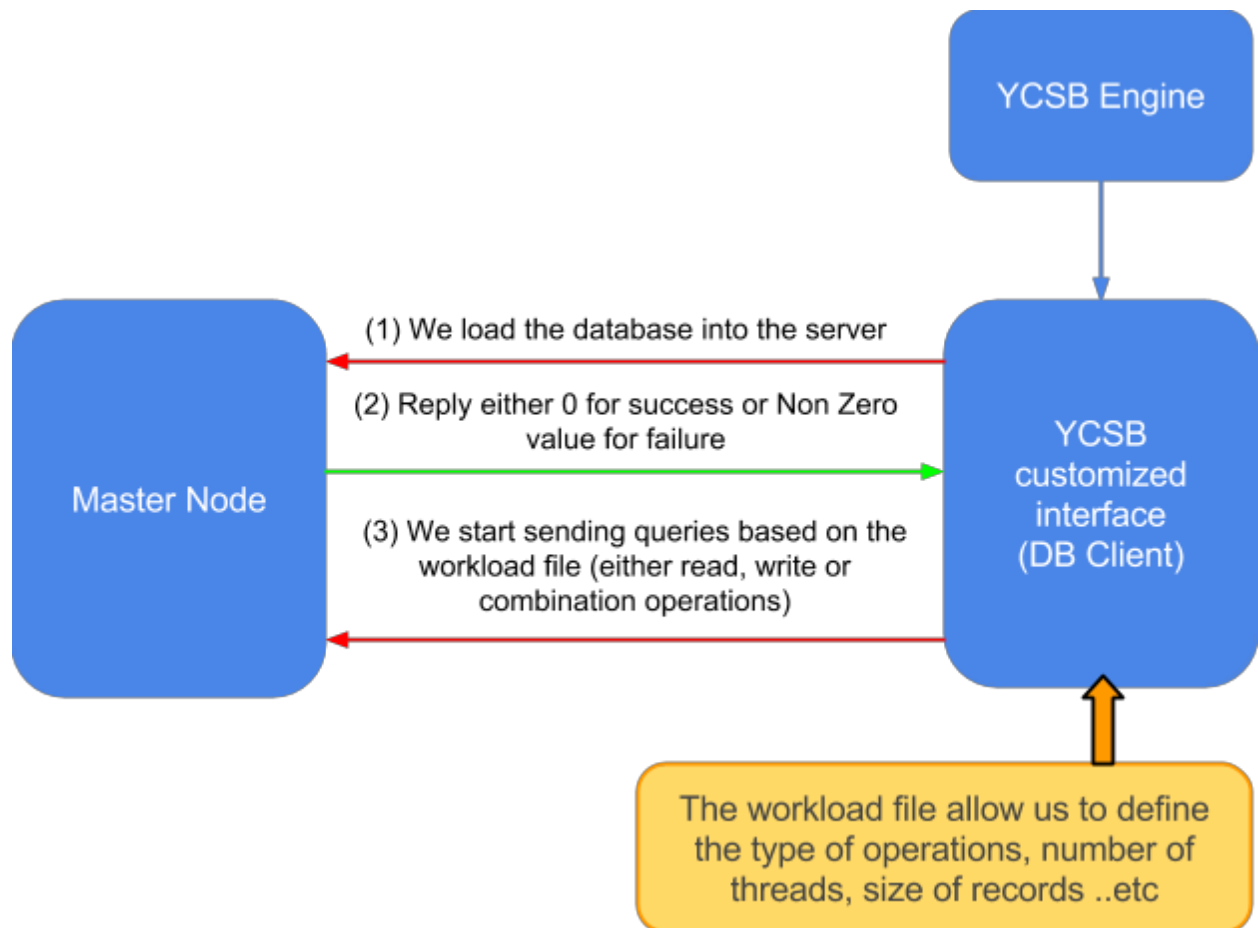 YCSB Engine
(1) We load the database into the server
(2) Reply either 0 for success or Non Zero
value for failure
Master Node
YCSB
customized
interface
(DB Client)
(3) We start sending queries based on the
workload file (either read, write or
combination operations)
The workload file allow us to define
the type of operations, number of
threads, size of records ..etc